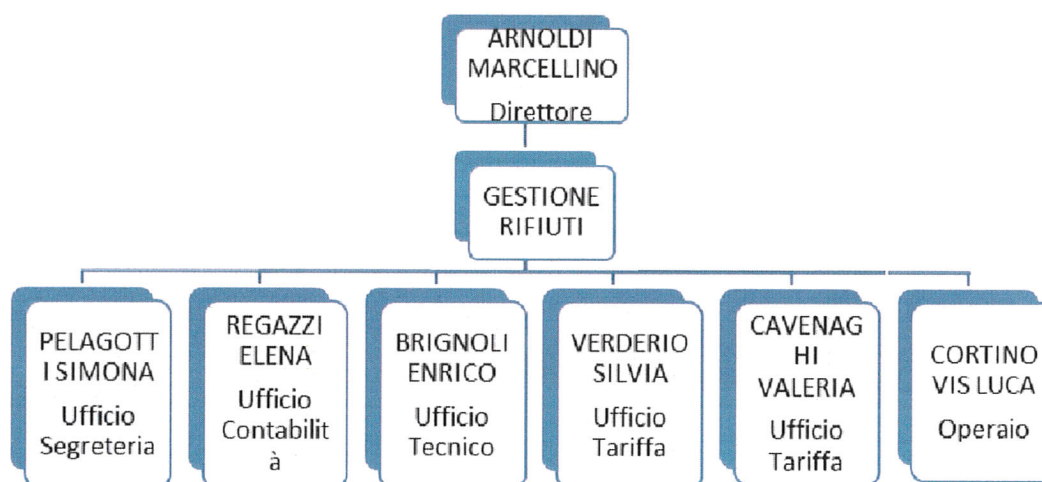 ARNOLDI
MARCELLINO
Direttore
GESTIONE
RIFIUTI
PELAGOTT
I SIMONA
Ufficio
Segreteria
REGAZZI
ELENA
Ufficio
Contabilit
à
BRIGNOLI
ENRICO
Ufficio
Tecnico
VERDERIO
SILVIA
Ufficio
Tariffa
CAVENAG
HI
VALERIA
Ufficio
Tariffa
CORTINO
VIS LUCA
Operaio